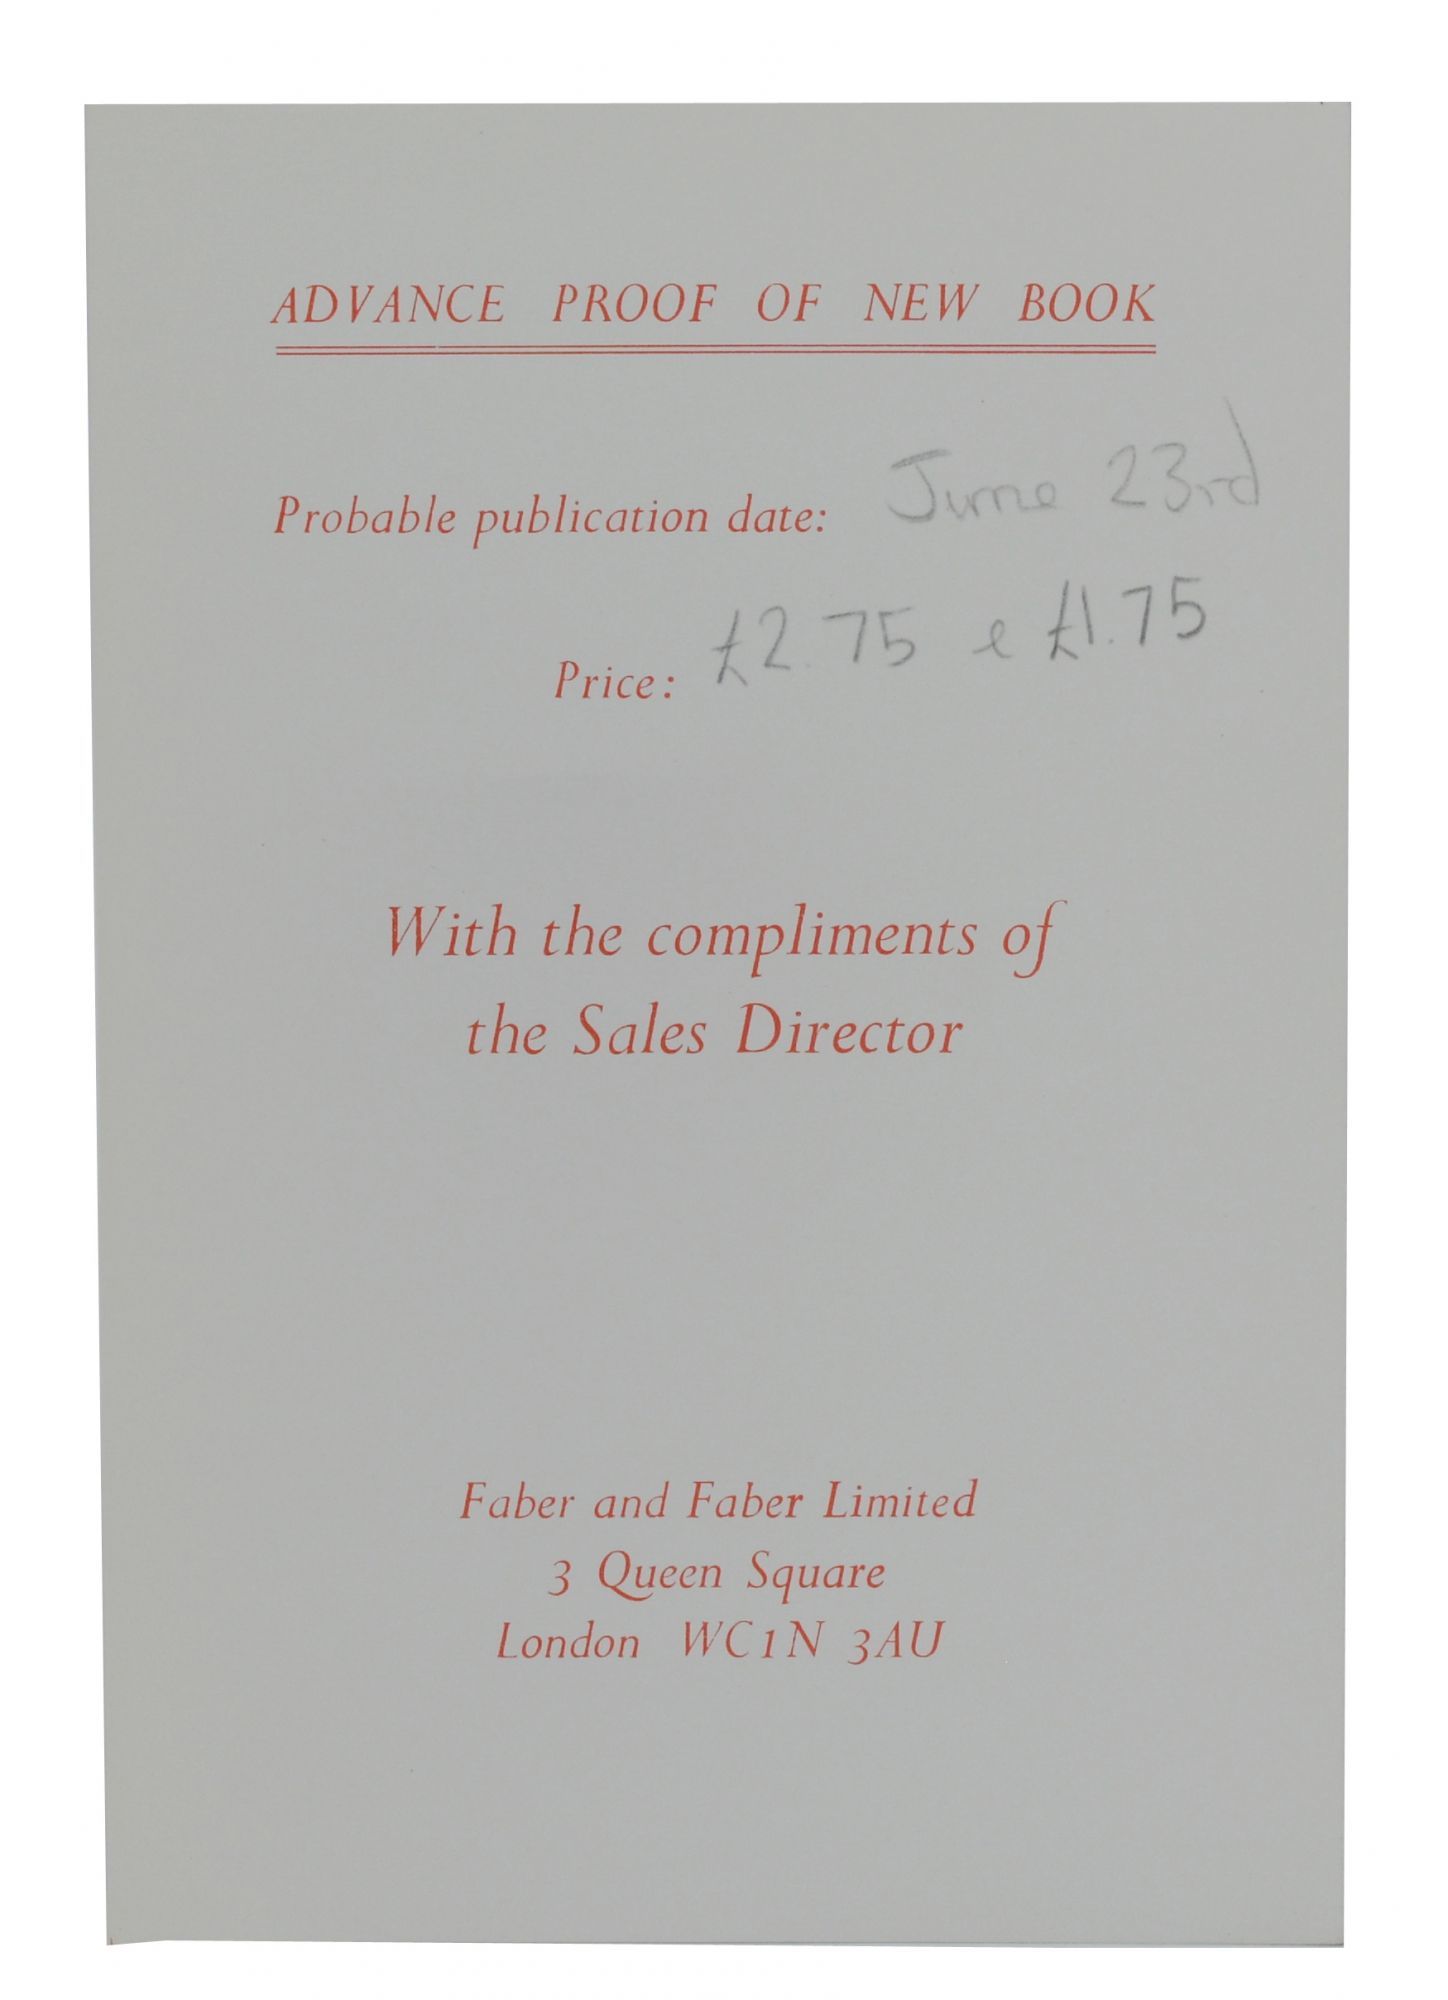 ADVANCE PROOF OF NEW BOOK
Probable publication date: June 23rd
Price: £2.75 & £1.75
With the compliments of
the Sales Director
Faber and Faber Limited
3 Queen Square
London WC1N 3AU